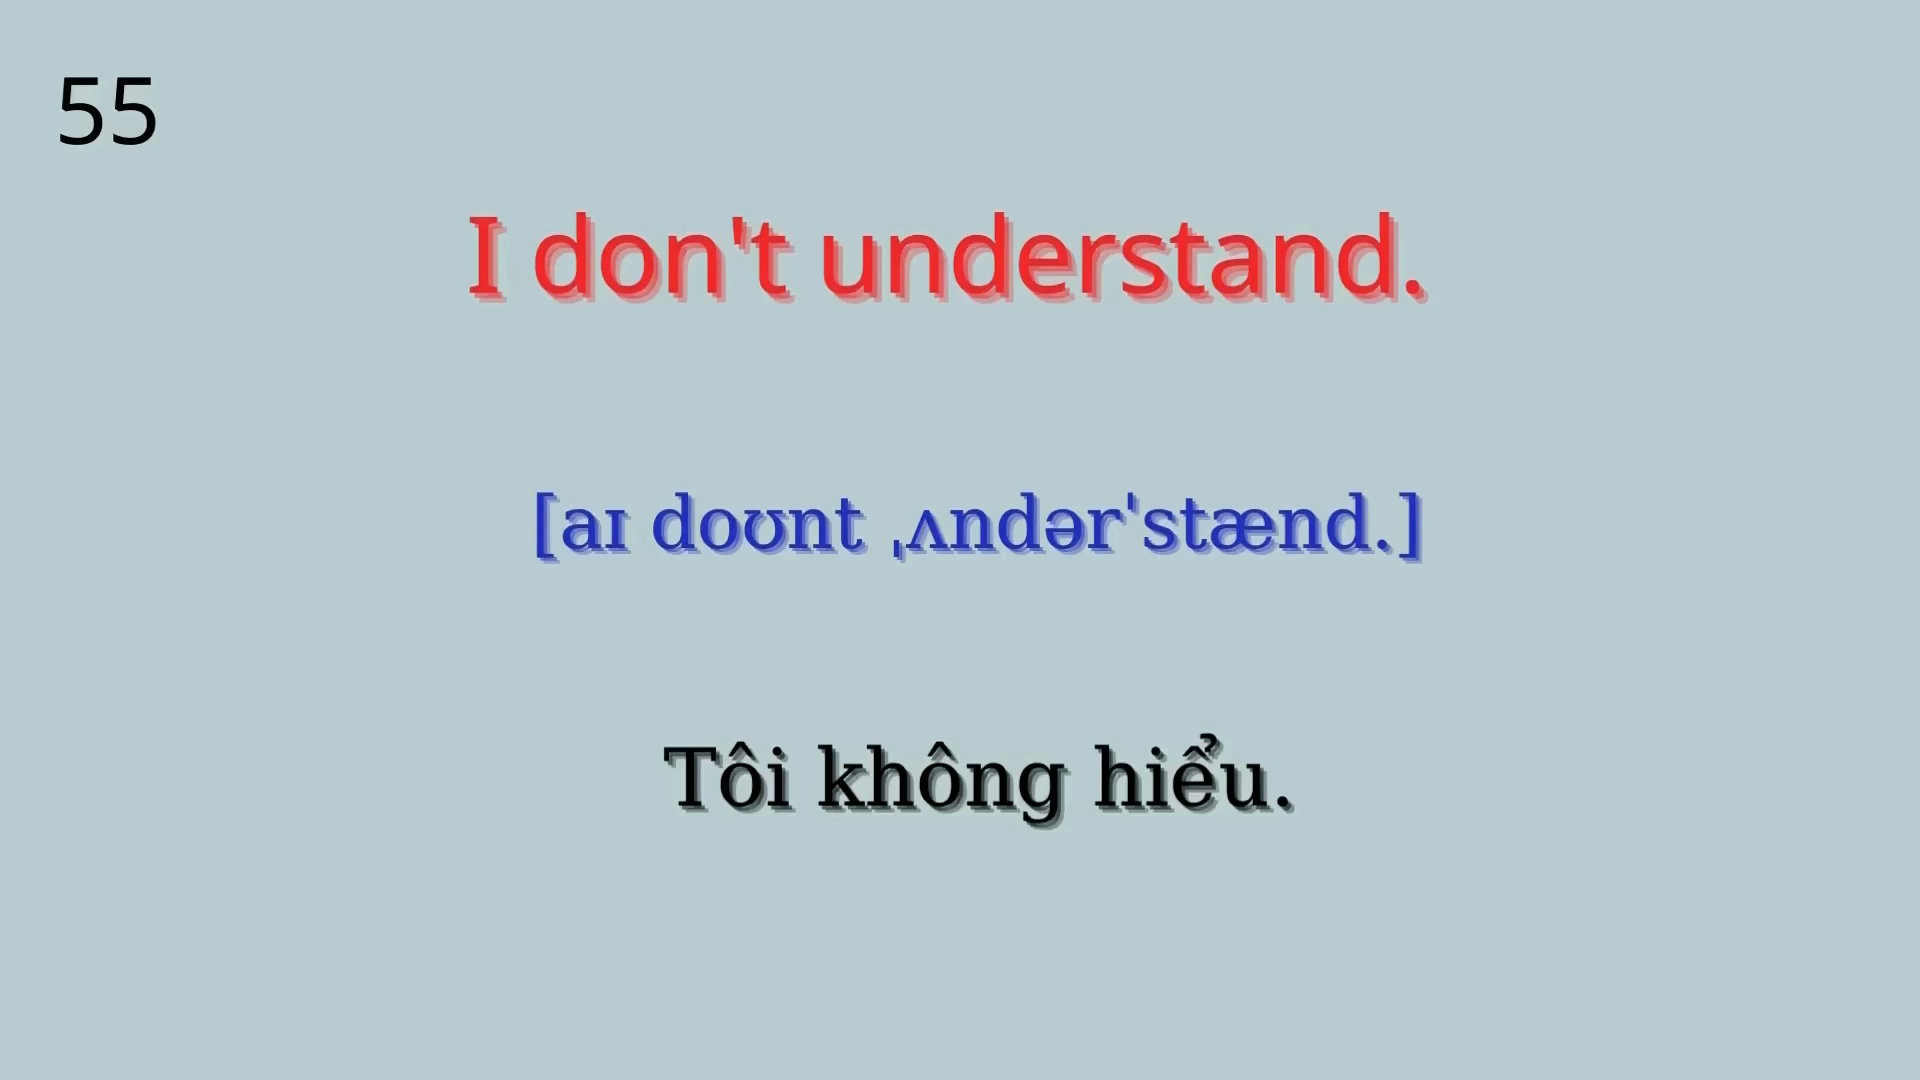 55
I don't understand.
[aɪ doʊnt ˌʌndərˈstænd.]
Tôi không hiểu.